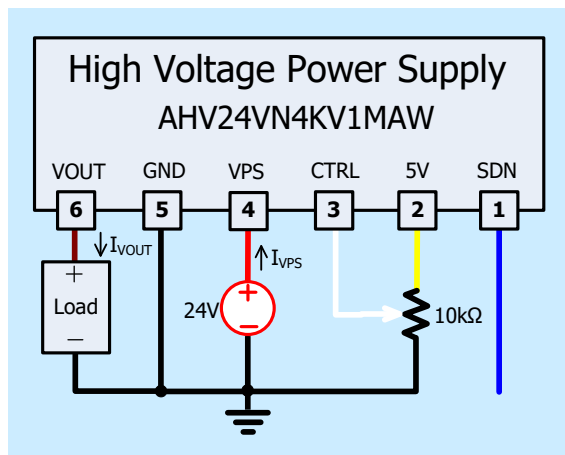 High Voltage Power Supply
AHV24VN4KV1MAW
VOUT GND VPS CTRL 5V SDN
6 5 4 3 2 1
↓IVOUT ↑IVPS
+ +
Load 24V 10kΩ
− −